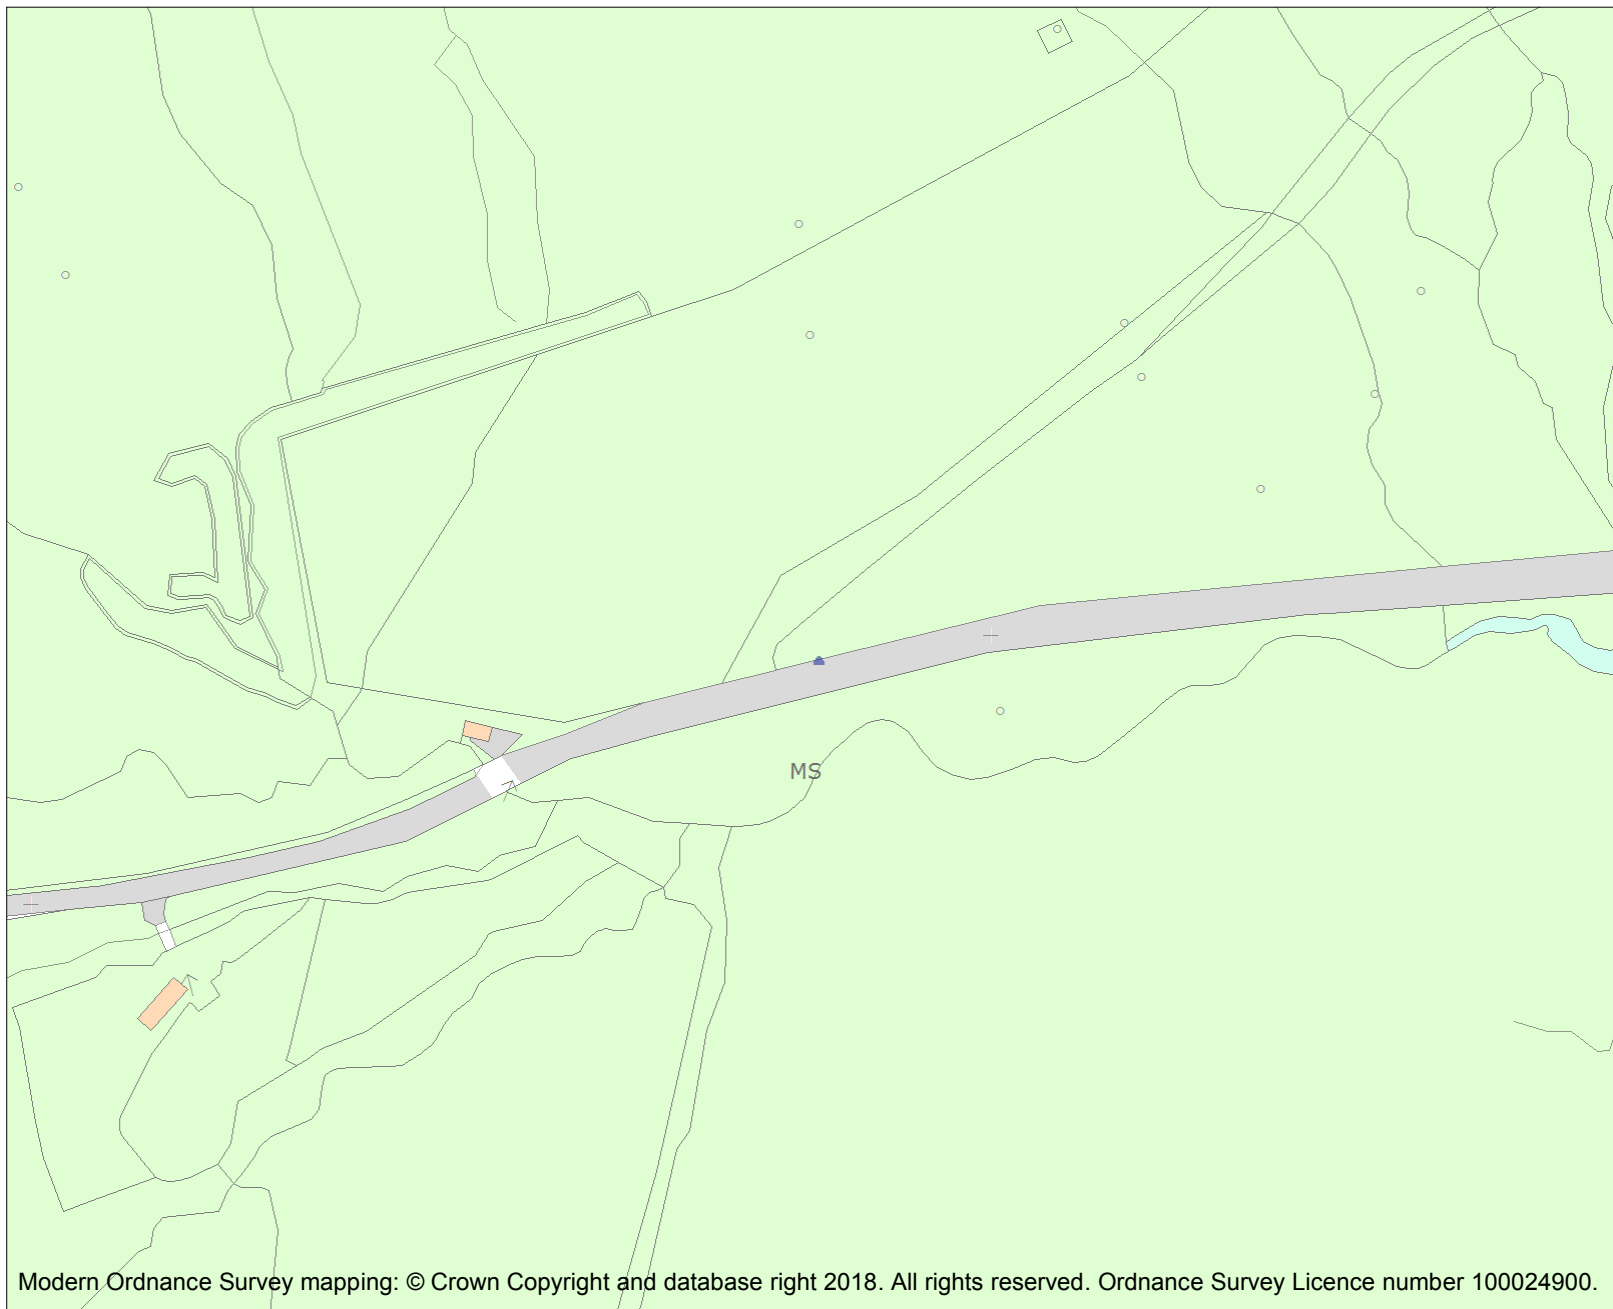 MS
Modern Ordnance Survey mapping: © Crown Copyright and database right 2018. All rights reserved. Ordnance Survey Licence number 100024900.